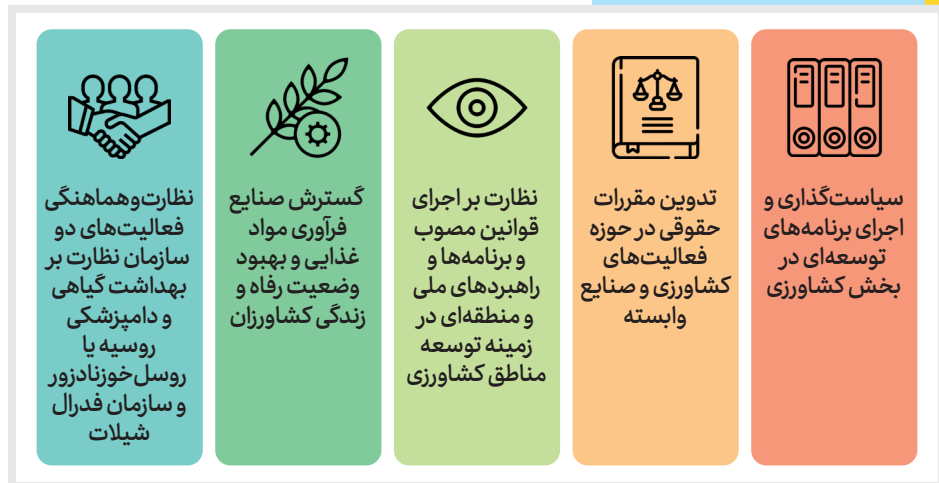 سیاست‌گذاری و
اجرای برنامه‌های
توسعه‌ای در
بخش کشاورزی
تدوین مقررات
حقوقی در حوزه
فعالیت‌های
کشاورزی و صنایع
وابسته
نظارت بر اجرای
قوانین مصوب
و برنامه‌ها و
راهبردهای ملی
و منطقه‌ای در
زمینه توسعه
مناطق کشاورزی
گسترش صنایع
فرآوری مواد
غذایی و بهبود
وضعیت رفاه و
زندگی کشاورزان
نظارت‌وهماهنگی
فعالیت‌های دو
سازمان نظارت بر
بهداشت گیاهی
و دامپزشکی
روسیه یا
روسل‌خوزنادزور
و سازمان فدرال
شیلات